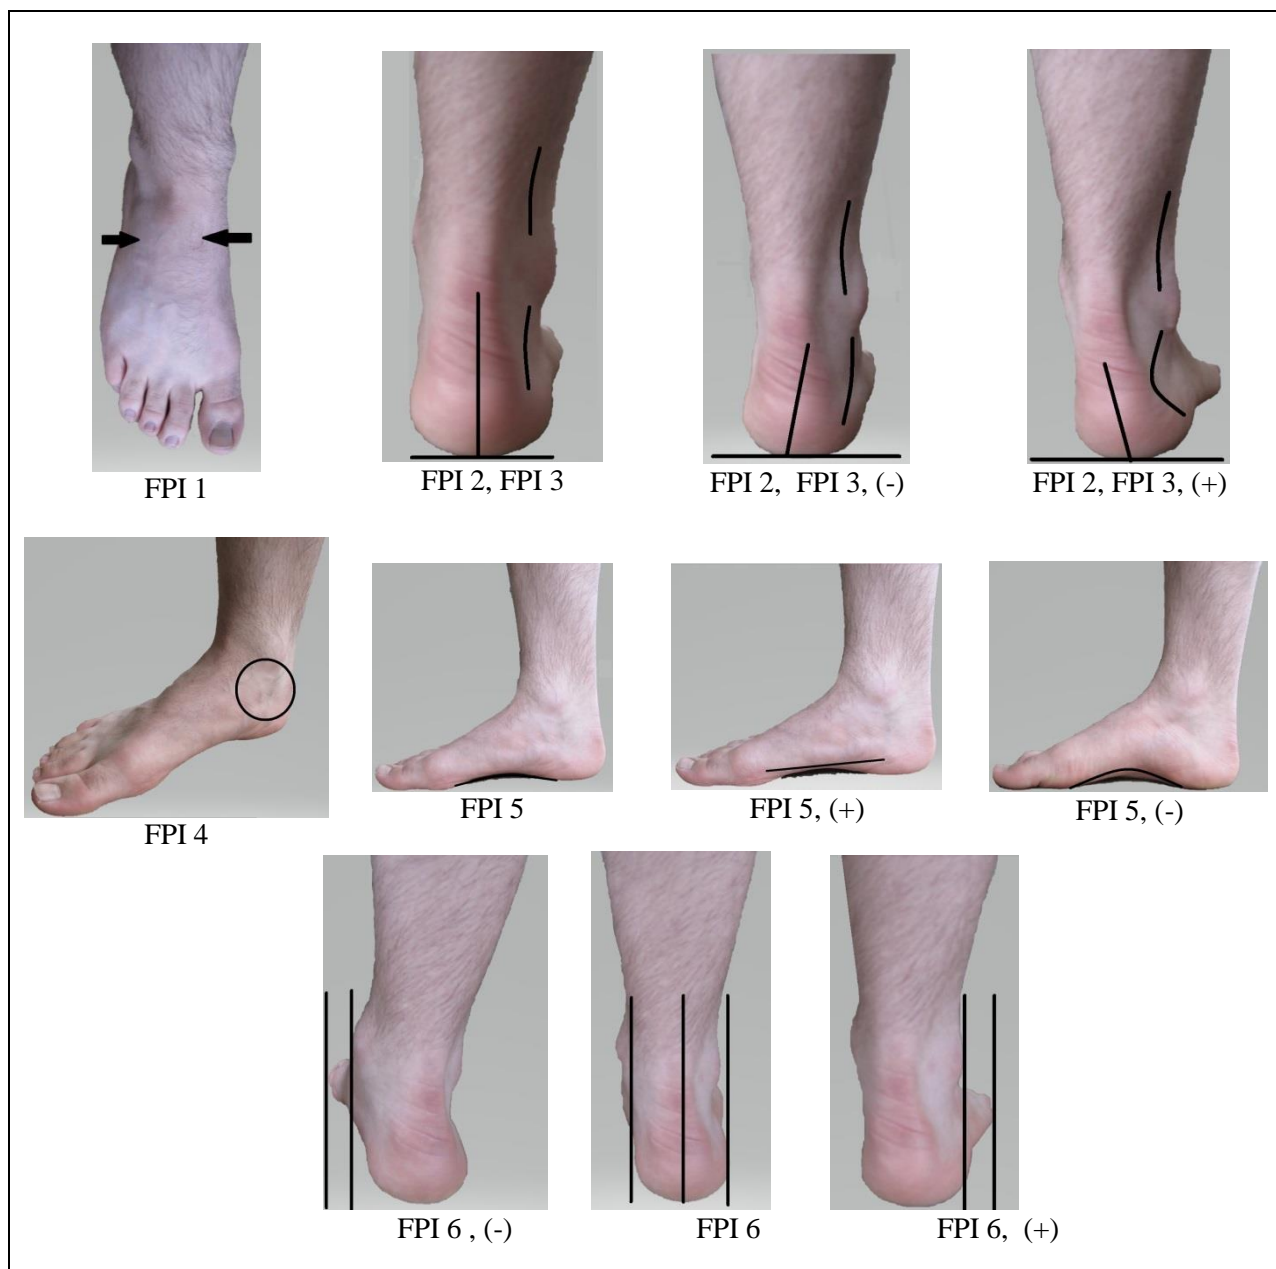 FPI 1
FPI 2, FPI 3
FPI 2, FPI 3, (-)
FPI 2, FPI 3, (+)
FPI 4
FPI 5
FPI 5, (+)
FPI 5, (-)
FPI 6 , (-)
FPI 6
FPI 6, (+)